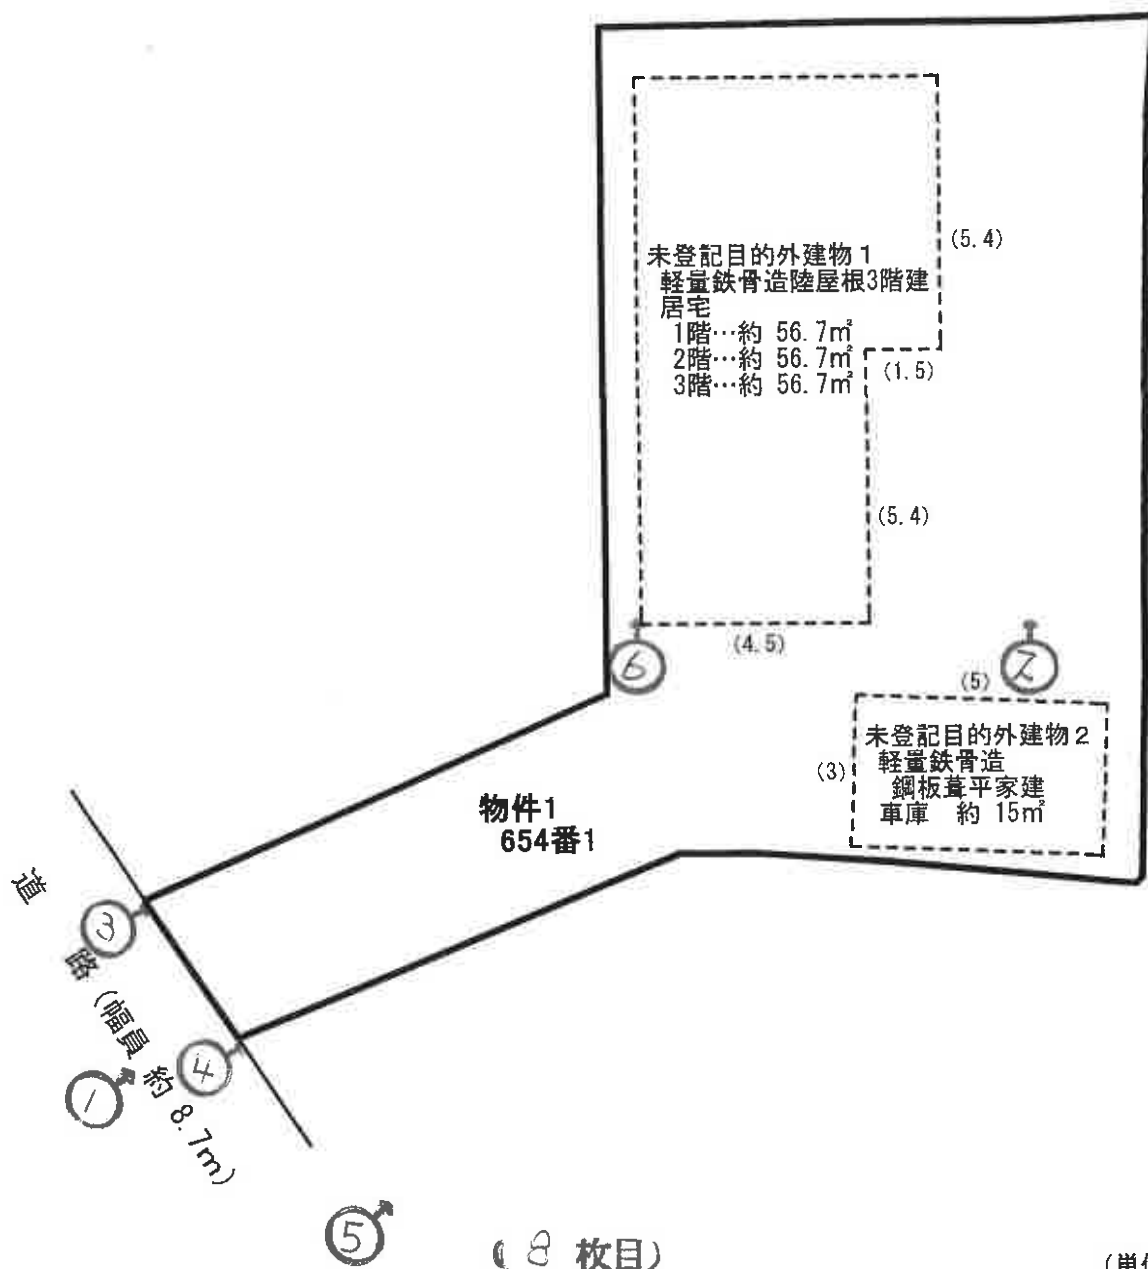 未登記目的外建物1
軽量鉄骨造陸屋根3階建
居宅
1階…約 56.7㎡
2階…約 56.7㎡
3階…約 56.7㎡
(5.4)
(1.5)
(5.4)
(4.5)
6
2
(5)
(3)
未登記目的外建物2
軽量鉄骨造
鋼板葺平家建
車庫 約 15㎡
物件1
654番1
道路(幅員 約 8.7m)
3
4
1
5
(8 枚目)
(単